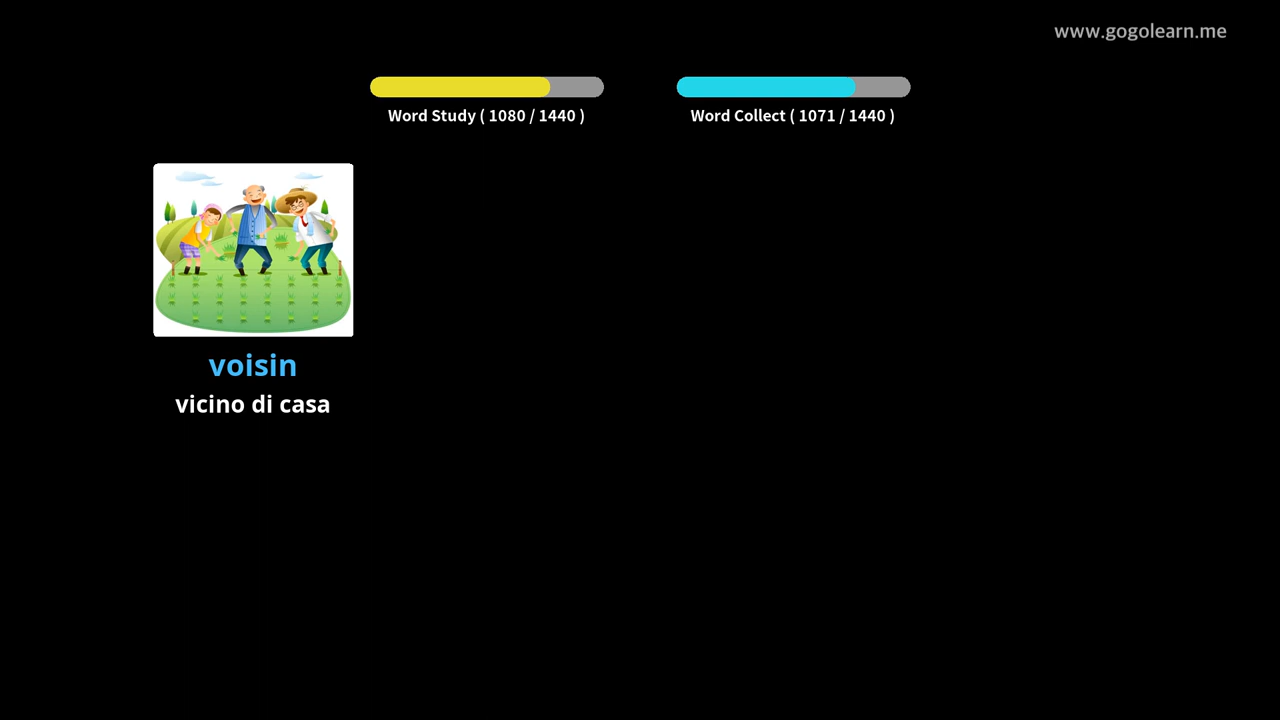 www.gogolearn.me
Word Study ( 1080 / 1440 )
Word Collect ( 1071 / 1440 )
voisin
vicino di casa